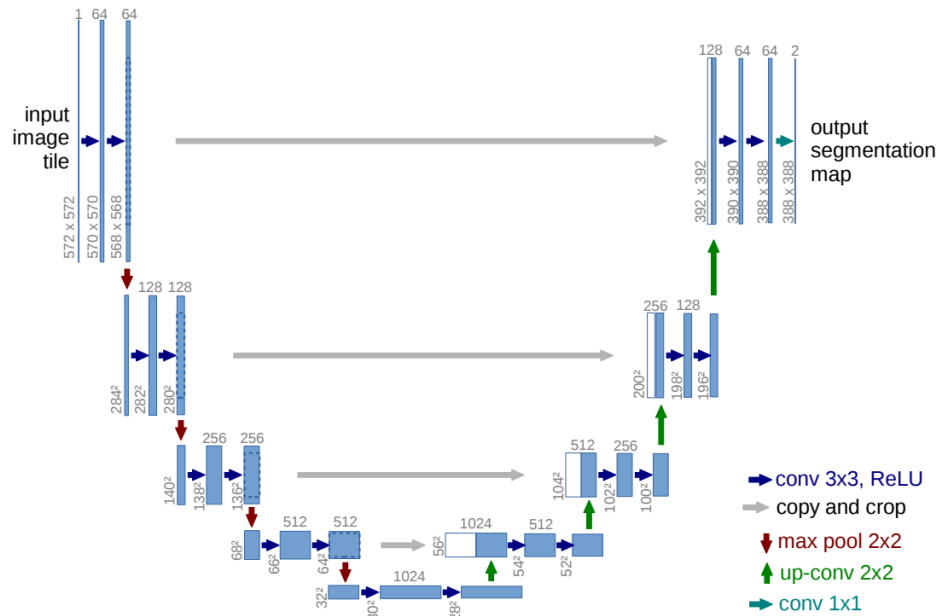 1 64 64
input
image
tile
572 x 572
570 x 570
568 x 568
128 64 64 2
output
segmentation
map
392 x 392
390 x 390
388 x 388
388 x 388
128 128
284²
282²
280²
256 128
200²
198²
196²
256 256
140²
138²
136²
512 256
104²
102²
100²
512 512
68²
66²
64²
1024 512
56²
54²
52²
1024
32²
30²
28²
conv 3x3, ReLU
copy and crop
max pool 2x2
up-conv 2x2
conv 1x1